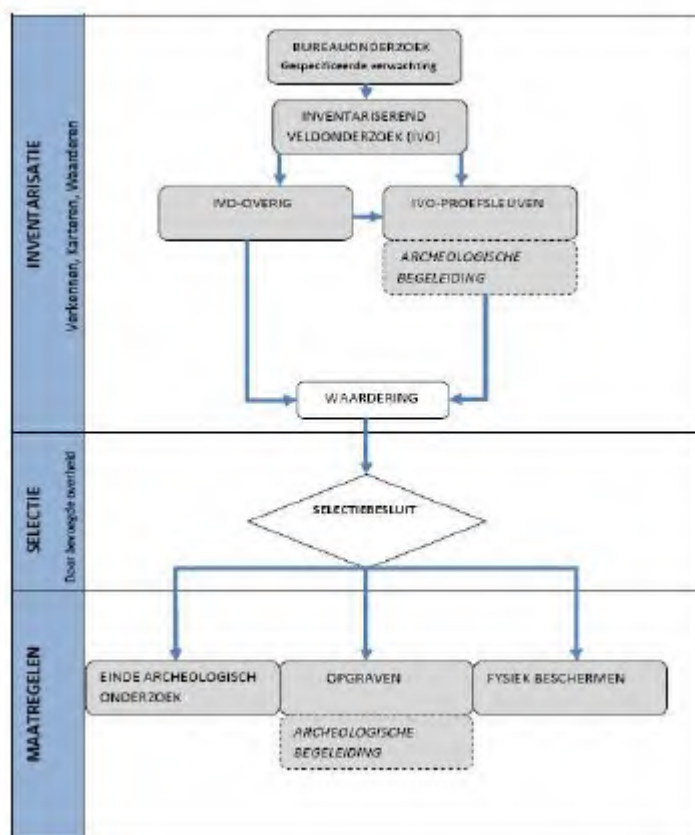 INVENTARISATIE
Verkennen, Karteren, Waarderen
BUREAUONDERZOEK
Gespecificeerde verwachting
INVENTARISEREND
VELDONDERZOEK (IVO)
IVO-OVERIG
IVO-PROEFSLEUVEN
ARCHEOLOGISCHE
BEGELEIDING
WAARDERING
SELECTIE
Door bevoegde overheid
SELECTIEBESLUIT
MAATREGELEN
EINDE ARCHEOLOGISCH
ONDERZOEK
OPGRAVEN
ARCHEOLOGISCHE
BEGELEIDING
FYSIEK BESCHERMEN